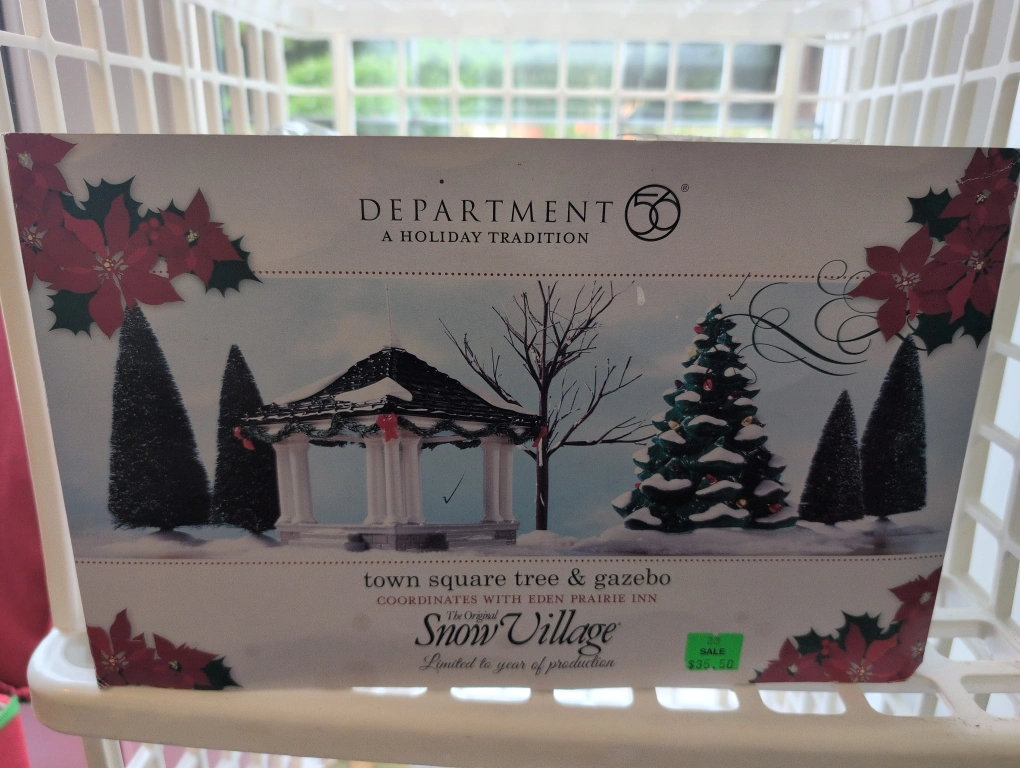 DEPARTMENT 56®
A HOLIDAY TRADITION
town square tree & gazebo
COORDINATES WITH EDEN PRAIRIE INN
The Original
Snow Village®
Limited to year of production
SALE
$35.50